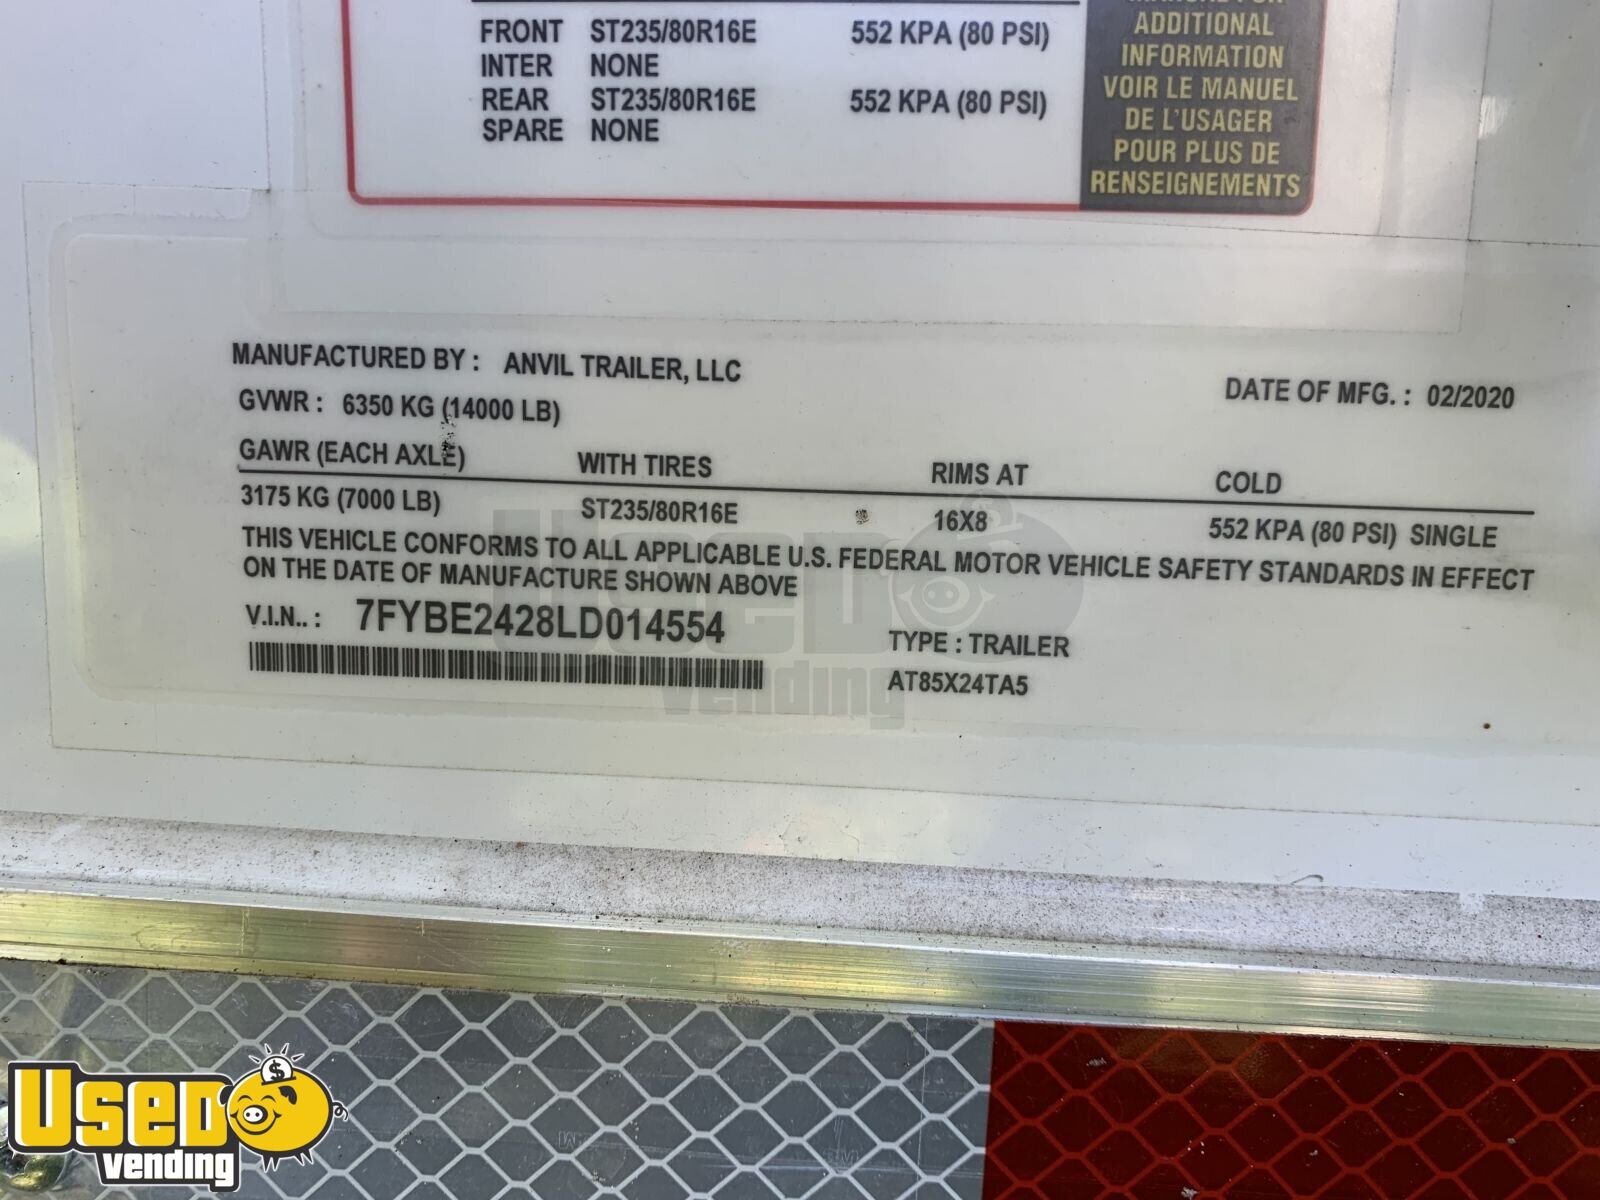 FRONT ST235/80R16E 552 KPA (80 PSI)
INTER NONE
REAR ST235/80R16E 552 KPA (80 PSI)
SPARE NONE
ADDITIONAL
INFORMATION
VOIR LE MANUEL
DE L'USAGER
POUR PLUS DE
RENSEIGNEMENTS
MANUFACTURED BY : ANVIL TRAILER, LLC
DATE OF MFG. : 02/2020
GVWR : 6350 KG (14000 LB)
GAWR (EACH AXLE) WITH TIRES RIMS AT COLD
3175 KG (7000 LB) ST235/80R16E 16X8 552 KPA (80 PSI) SINGLE
THIS VEHICLE CONFORMS TO ALL APPLICABLE U.S. FEDERAL MOTOR VEHICLE SAFETY STANDARDS IN EFFECT
ON THE DATE OF MANUFACTURE SHOWN ABOVE
V.I.N.. : 7FYBE2428LD014554
TYPE : TRAILER
AT85X24TA5
USED
vending
USED
vending